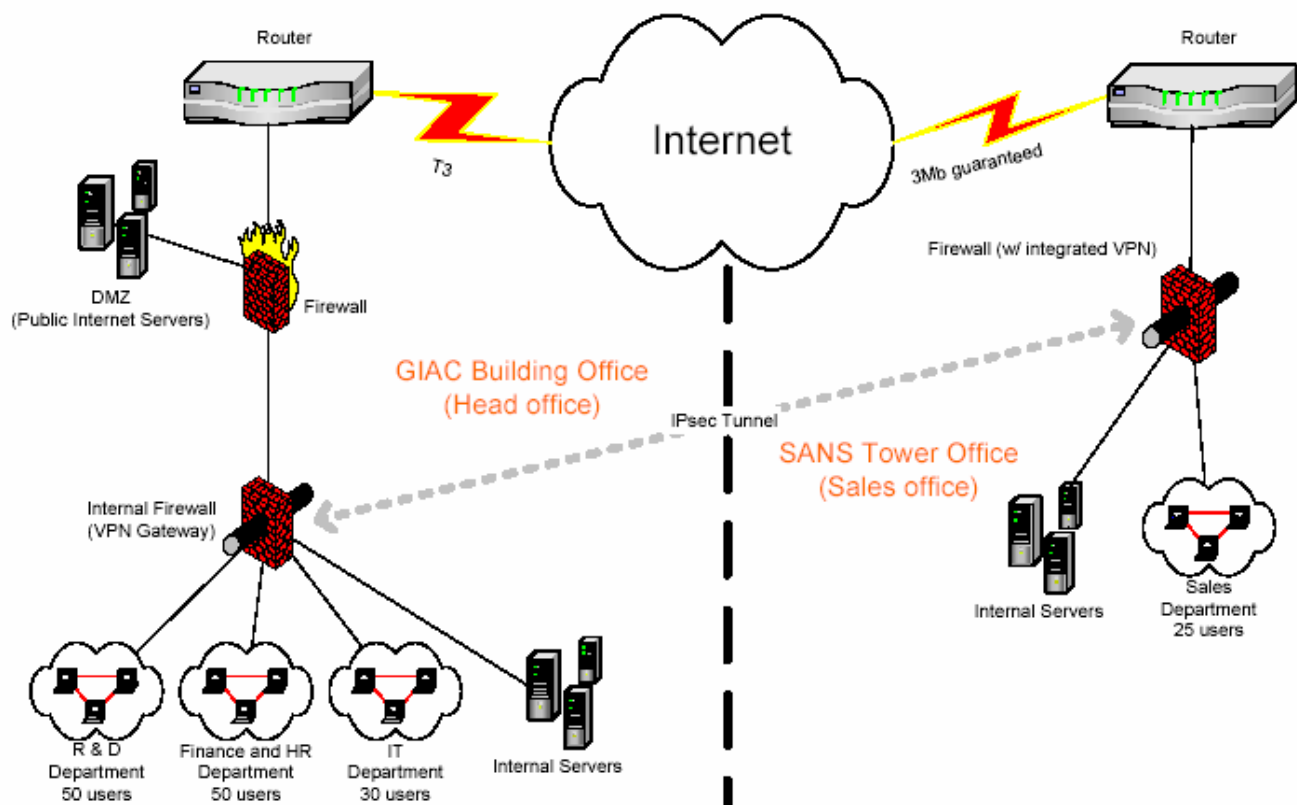 Router
Router
Internet
T3
3Mb guaranteed
DMZ
(Public Internet Servers)
Firewall
Firewall (w/ integrated VPN)
GIAC Building Office
(Head office)
IPsec Tunnel
SANS Tower Office
(Sales office)
Internal Firewall
(VPN Gateway)
Internal Servers
Sales
Department
25 users
R & D
Department
50 users
Finance and HR
Department
50 users
IT
Department
30 users
Internal Servers